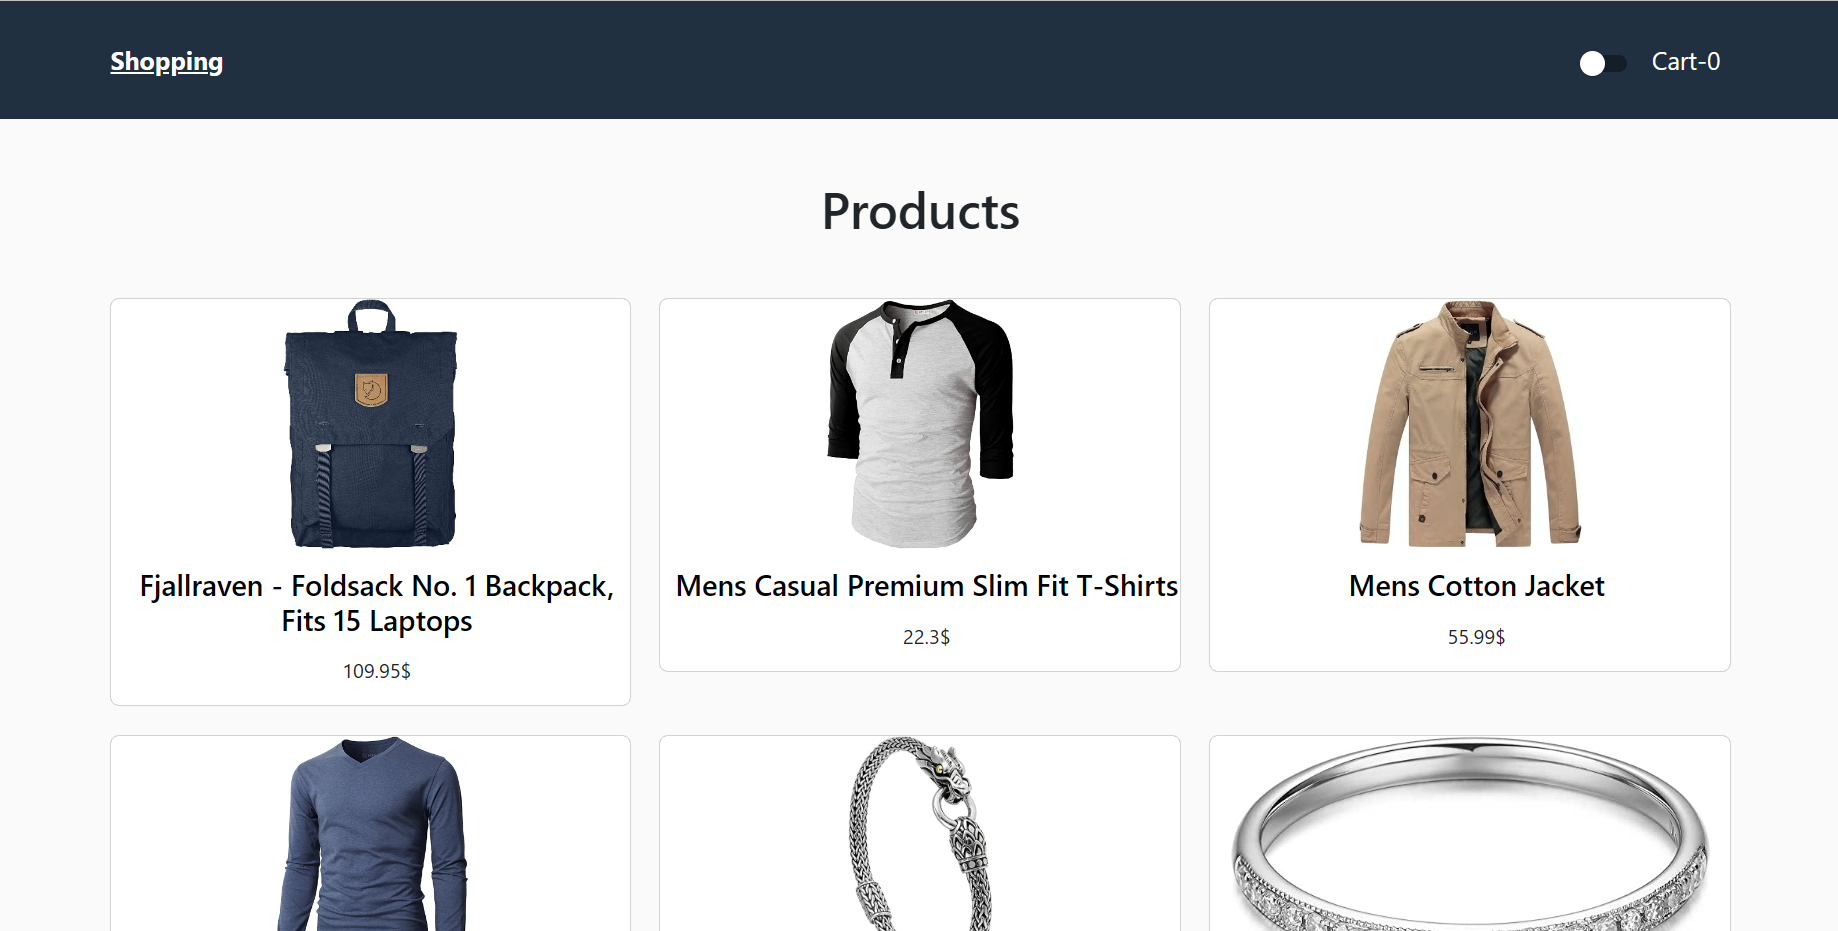 Shopping
Cart-0
Products
Fjallraven - Foldsack No. 1 Backpack,
Fits 15 Laptops
109.95$
Mens Casual Premium Slim Fit T-Shirts
22.3$
Mens Cotton Jacket
55.99$